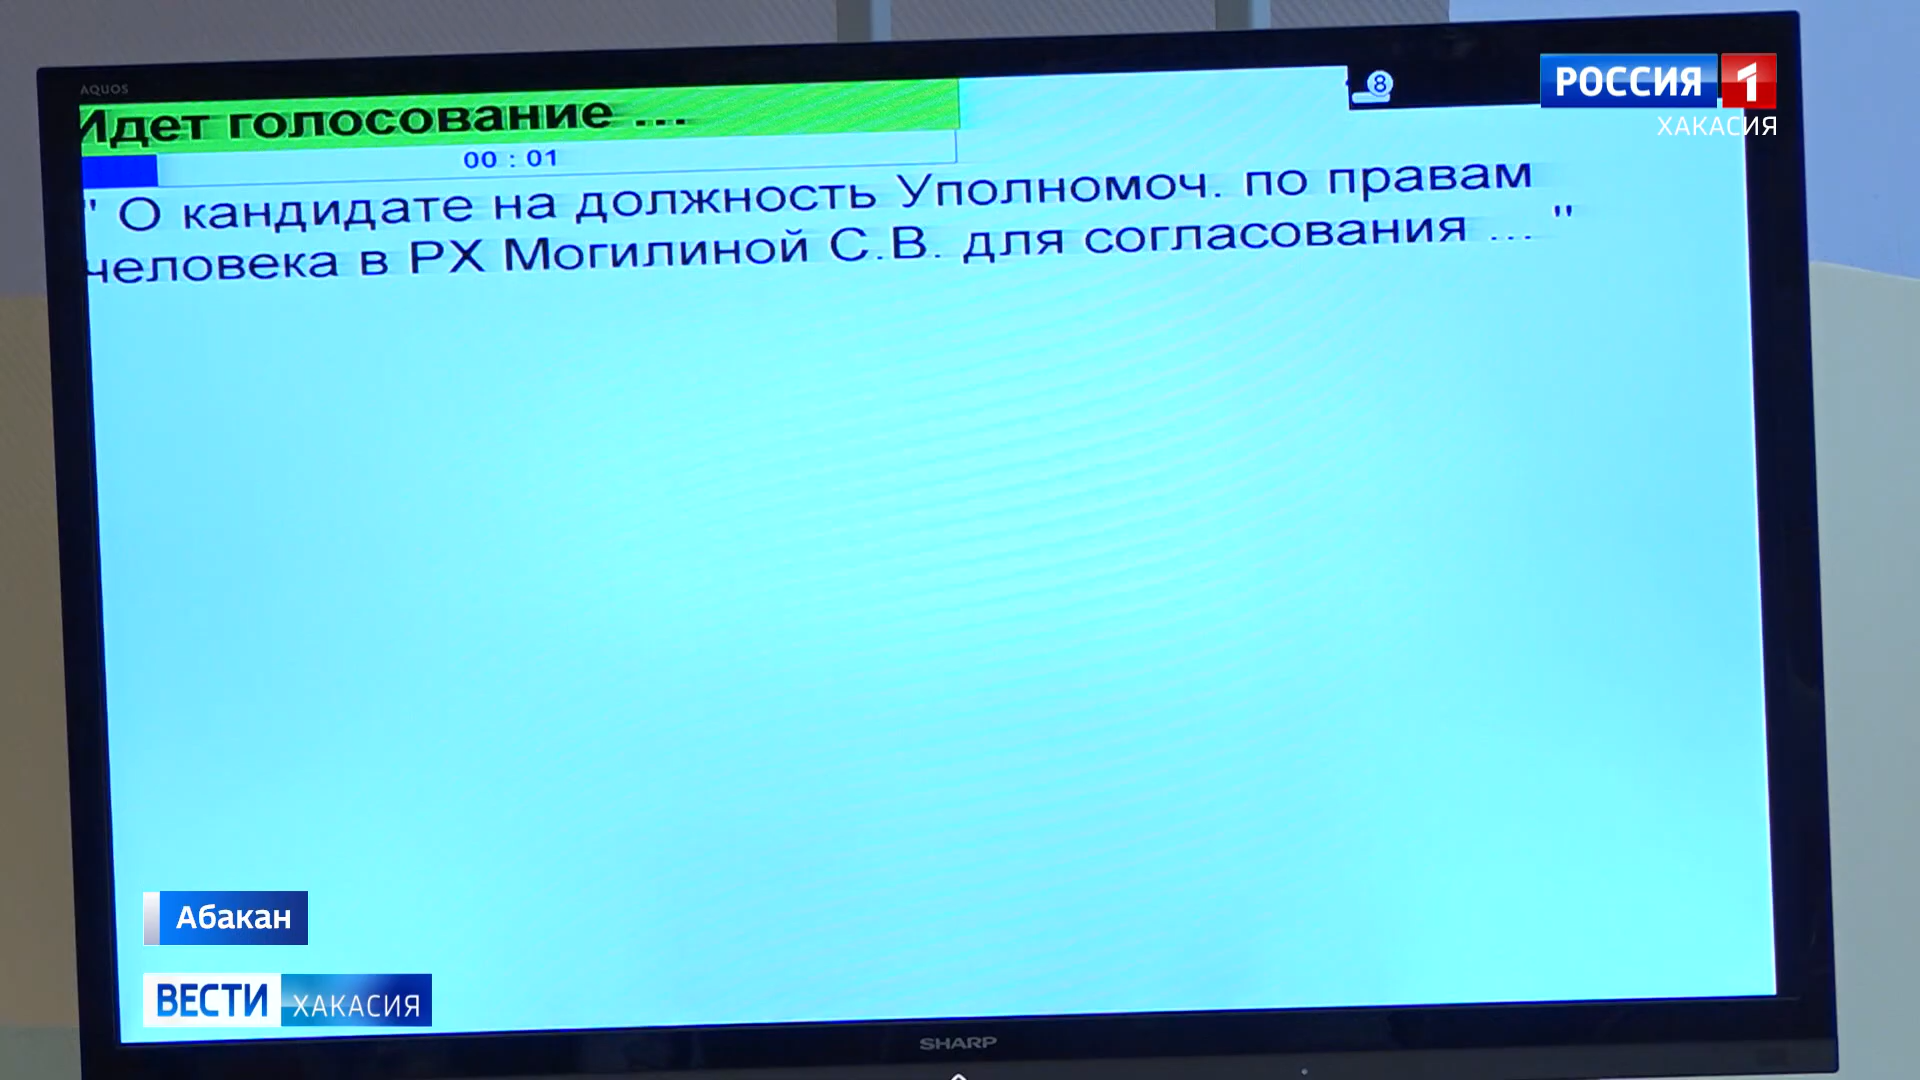 AQUOS
Идет голосование ...
00 : 01
" О кандидате на должность Уполномоч. по правам
человека в РХ Могилиной С.В. для согласования ... "
8
РОССИЯ 1
ХАКАСИЯ
Абакан
ВЕСТИ ХАКАСИЯ
SHARP